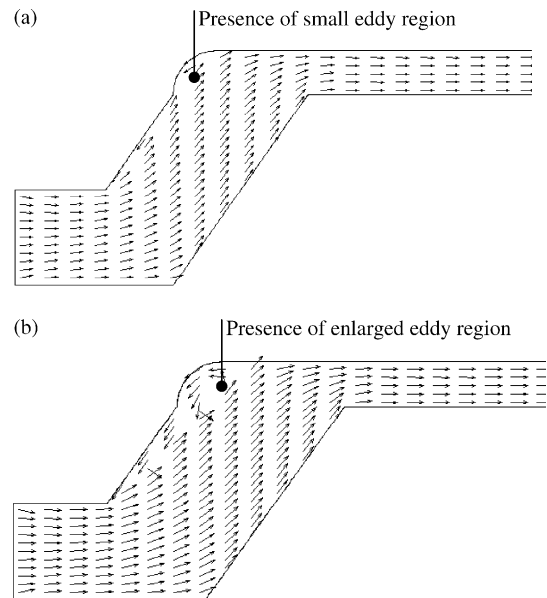 (a)
Presence of small eddy region
(b)
Presence of enlarged eddy region